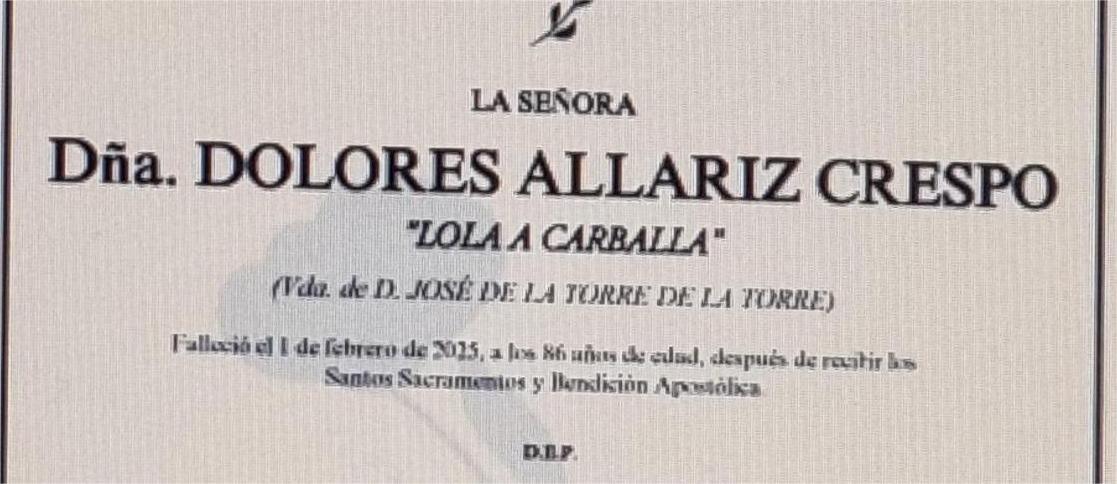 LA SEÑORA
Dña. DOLORES ALLARIZ CRESPO
"LOLA A CARBALLA"
(Vda. de D. JOSÉ DE LA TORRE DE LA TORRE)
Falleció el 1 de febrero de 2025, a los 86 años de edad, después de recibir los
Santos Sacramentos y Bendición Apostólica
D.E.P.